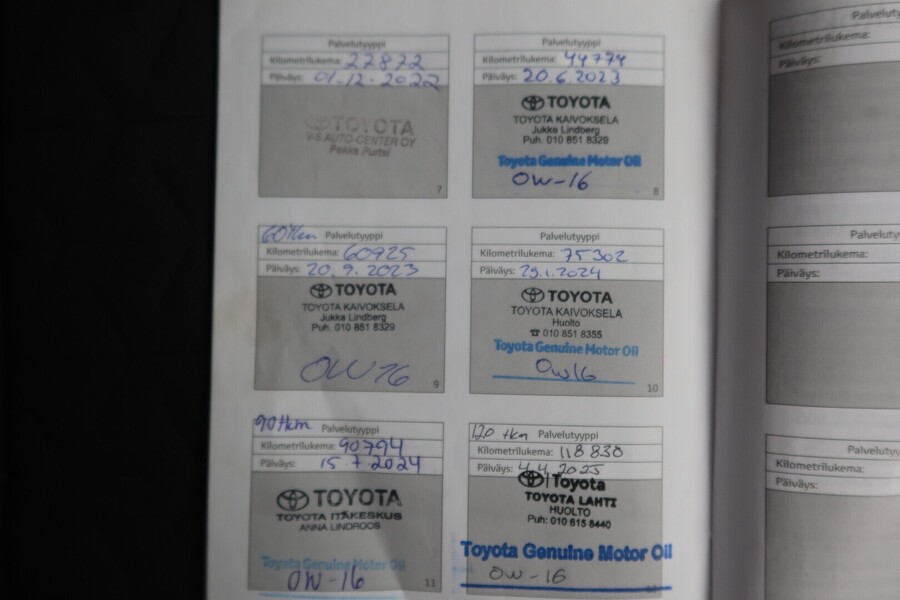 Palvelutyyppi
Kilometrilukema: 22822
Päiväys: 01.12.2022
TOYOTA
V-S AUTO-CENTER OY
Pekka Purtsi
7
Palvelutyyppi
Kilometrilukema: 44774
Päiväys: 20.6.2023
TOYOTA
TOYOTA KAIVOKSELA
Jukka Lindberg
Puh. 010 851 8329
Toyota Genuine Motor Oil
0W-16
8
60tkm Palvelutyyppi
Kilometrilukema: 60925
Päiväys: 20.9.2023
TOYOTA
TOYOTA KAIVOKSELA
Jukka Lindberg
Puh. 010 851 8329
0W16
9
Palvelutyyppi
Kilometrilukema: 75302
Päiväys: 29.1.2024
TOYOTA
TOYOTA KAIVOKSELA
Huolto
☎ 010 851 8355
Toyota Genuine Motor Oil
0W16
10
90tkm Palvelutyyppi
Kilometrilukema: 90794
Päiväys: 15.7.2024
TOYOTA
TOYOTA ITÄKESKUS
ANNA LINDROOS
Toyota Genuine Motor Oil
0W-16
11
120 tkm Palvelutyyppi
Kilometrilukema: 118 830
Päiväys: 4.4.2025
Toyota
TOYOTA LAHTI
HUOLTO
Puh: 010 615 8440
Toyota Genuine Motor Oil
0W-16
12
Palvelutyy
Kilometrilukema:
Päiväys:
Palvelutyy
Kilometrilukema:
Päiväys:
Palvelutyy
Kilometrilukema:
Päiväys: